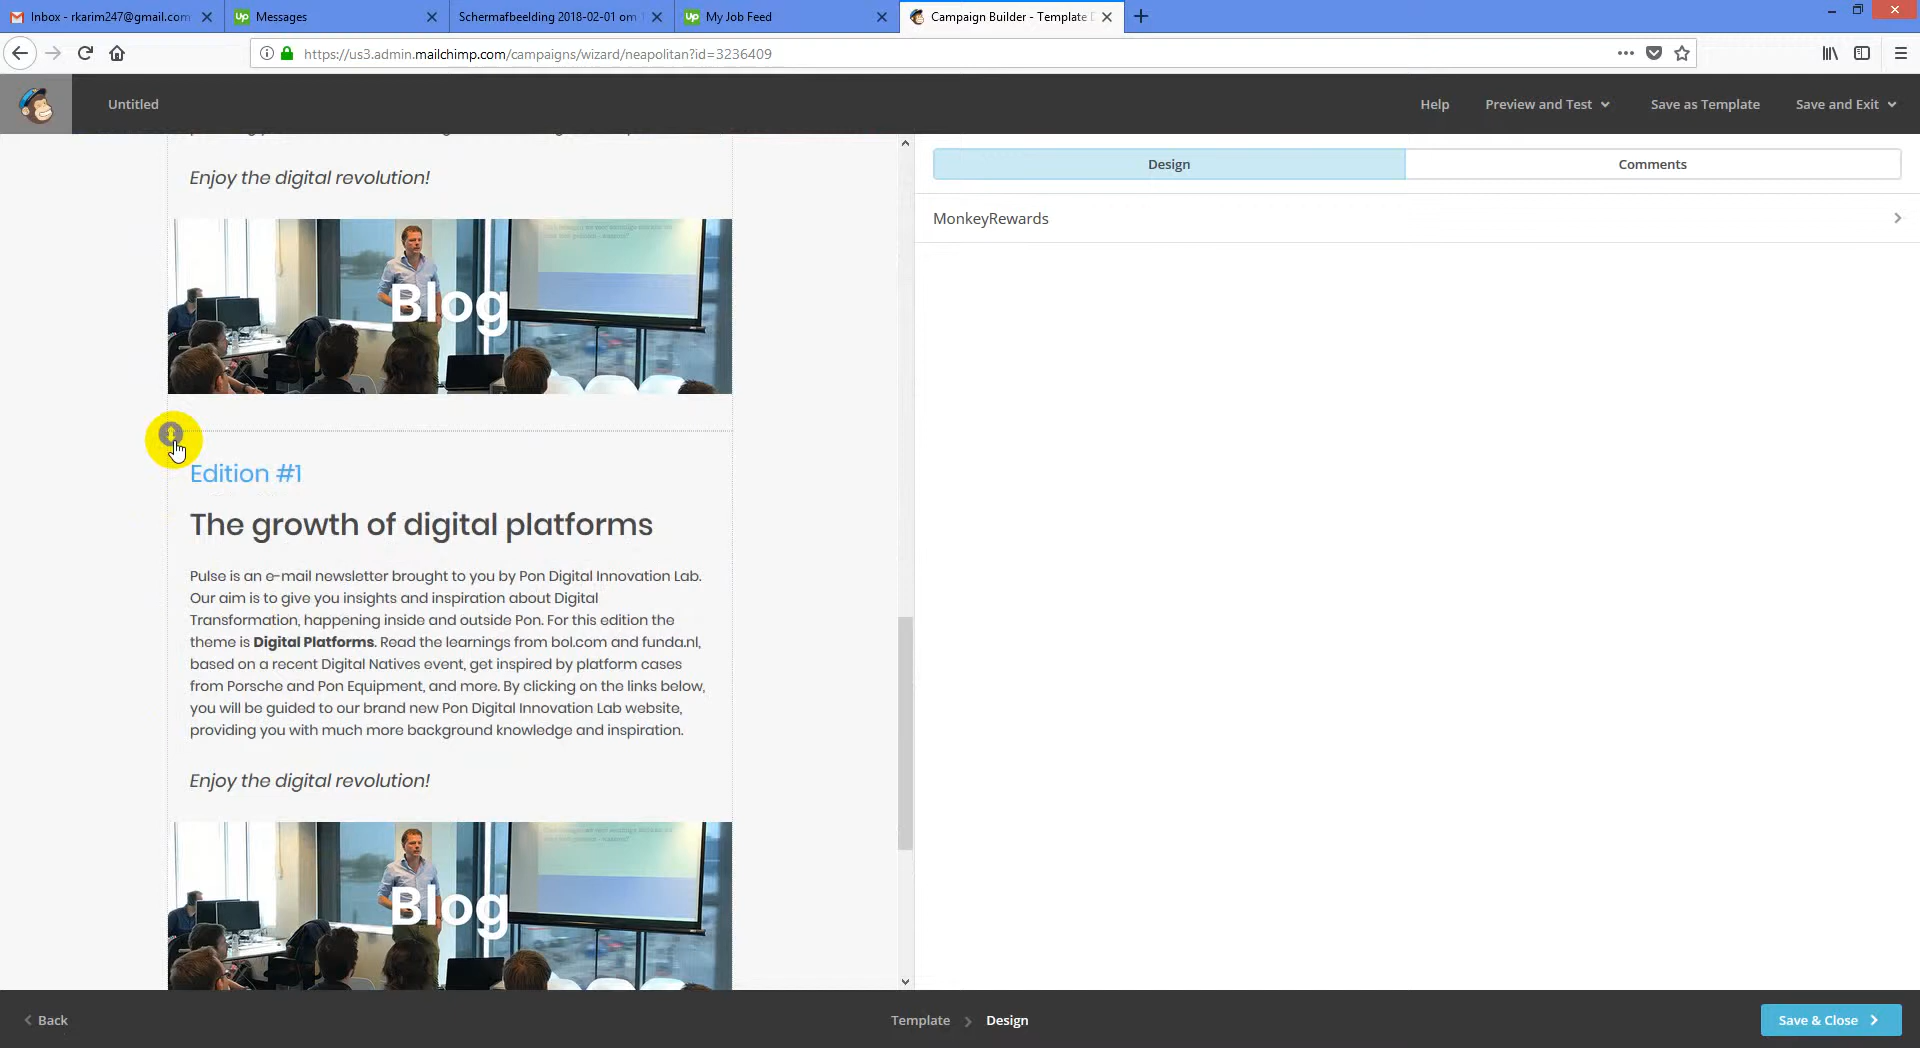 Inbox - rkarim247@gmail.com
Messages
Schermafbeelding 2018-02-01 om
My Job Feed
Campaign Builder - Template D
https://us3.admin.mailchimp.com/campaigns/wizard/neapolitan?id=3236409
Untitled
Help
Preview and Test
Save as Template
Save and Exit
Design
Comments
MonkeyRewards
Enjoy the digital revolution!
Blog
Edition #1
The growth of digital platforms
Pulse is an e-mail newsletter brought to you by Pon Digital Innovation Lab.
Our aim is to give you insights and inspiration about Digital
Transformation, happening inside and outside Pon. For this edition the
theme is Digital Platforms. Read the learnings from bol.com and funda.nl,
based on a recent Digital Natives event, get inspired by platform cases
from Porsche and Pon Equipment, and more. By clicking on the links below,
you will be guided to our brand new Pon Digital Innovation Lab website,
providing you with much more background knowledge and inspiration.
Enjoy the digital revolution!
Blog
Back
Template
Design
Save & Close